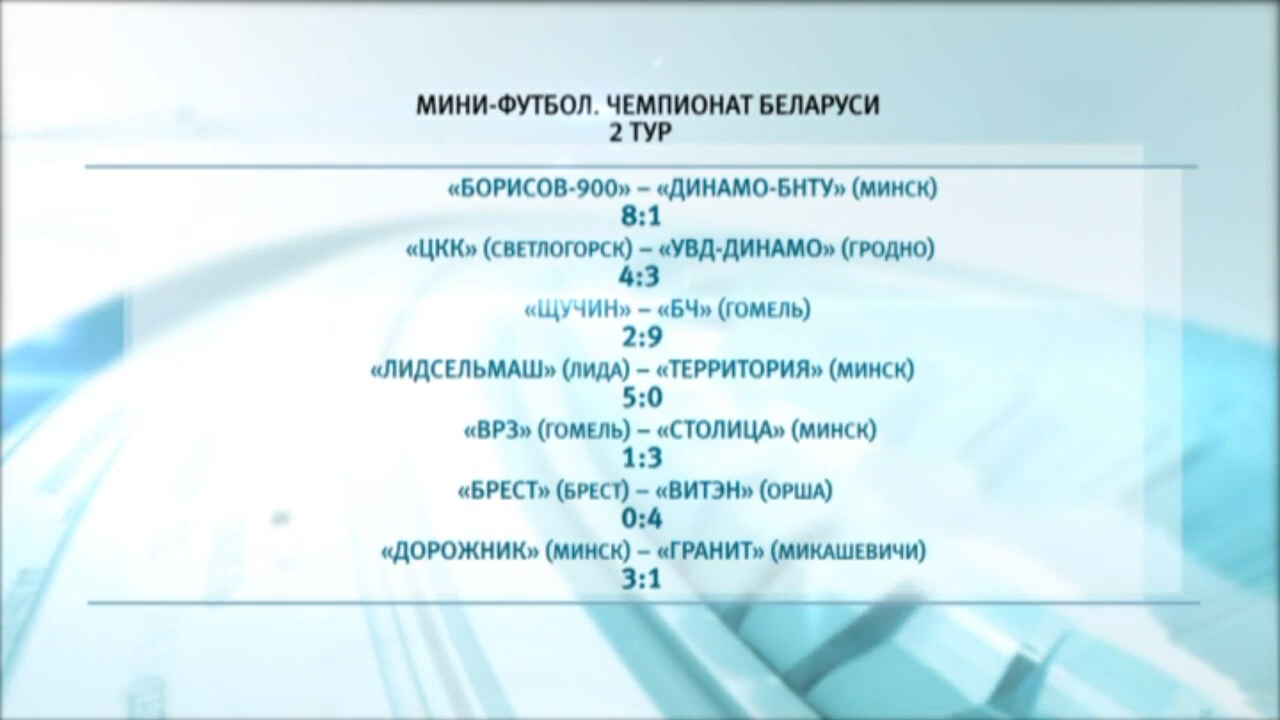 МИНИ-ФУТБОЛ. ЧЕМПИОНАТ БЕЛАРУСИ
2 ТУР
«БОРИСОВ-900» – «ДИНАМО-БНТУ» (МИНСК)
8:1
«ЦКК» (СВЕТЛОГОРСК) – «УВД-ДИНАМО» (ГРОДНО)
4:3
«ЩУЧИН» – «БЧ» (ГОМЕЛЬ)
2:9
«ЛИДСЕЛЬМАШ» (ЛИДА) – «ТЕРРИТОРИЯ» (МИНСК)
5:0
«ВРЗ» (ГОМЕЛЬ) – «СТОЛИЦА» (МИНСК)
1:3
«БРЕСТ» (БРЕСТ) – «ВИТЭН» (ОРША)
0:4
«ДОРОЖНИК» (МИНСК) – «ГРАНИТ» (МИКАШЕВИЧИ)
3:1